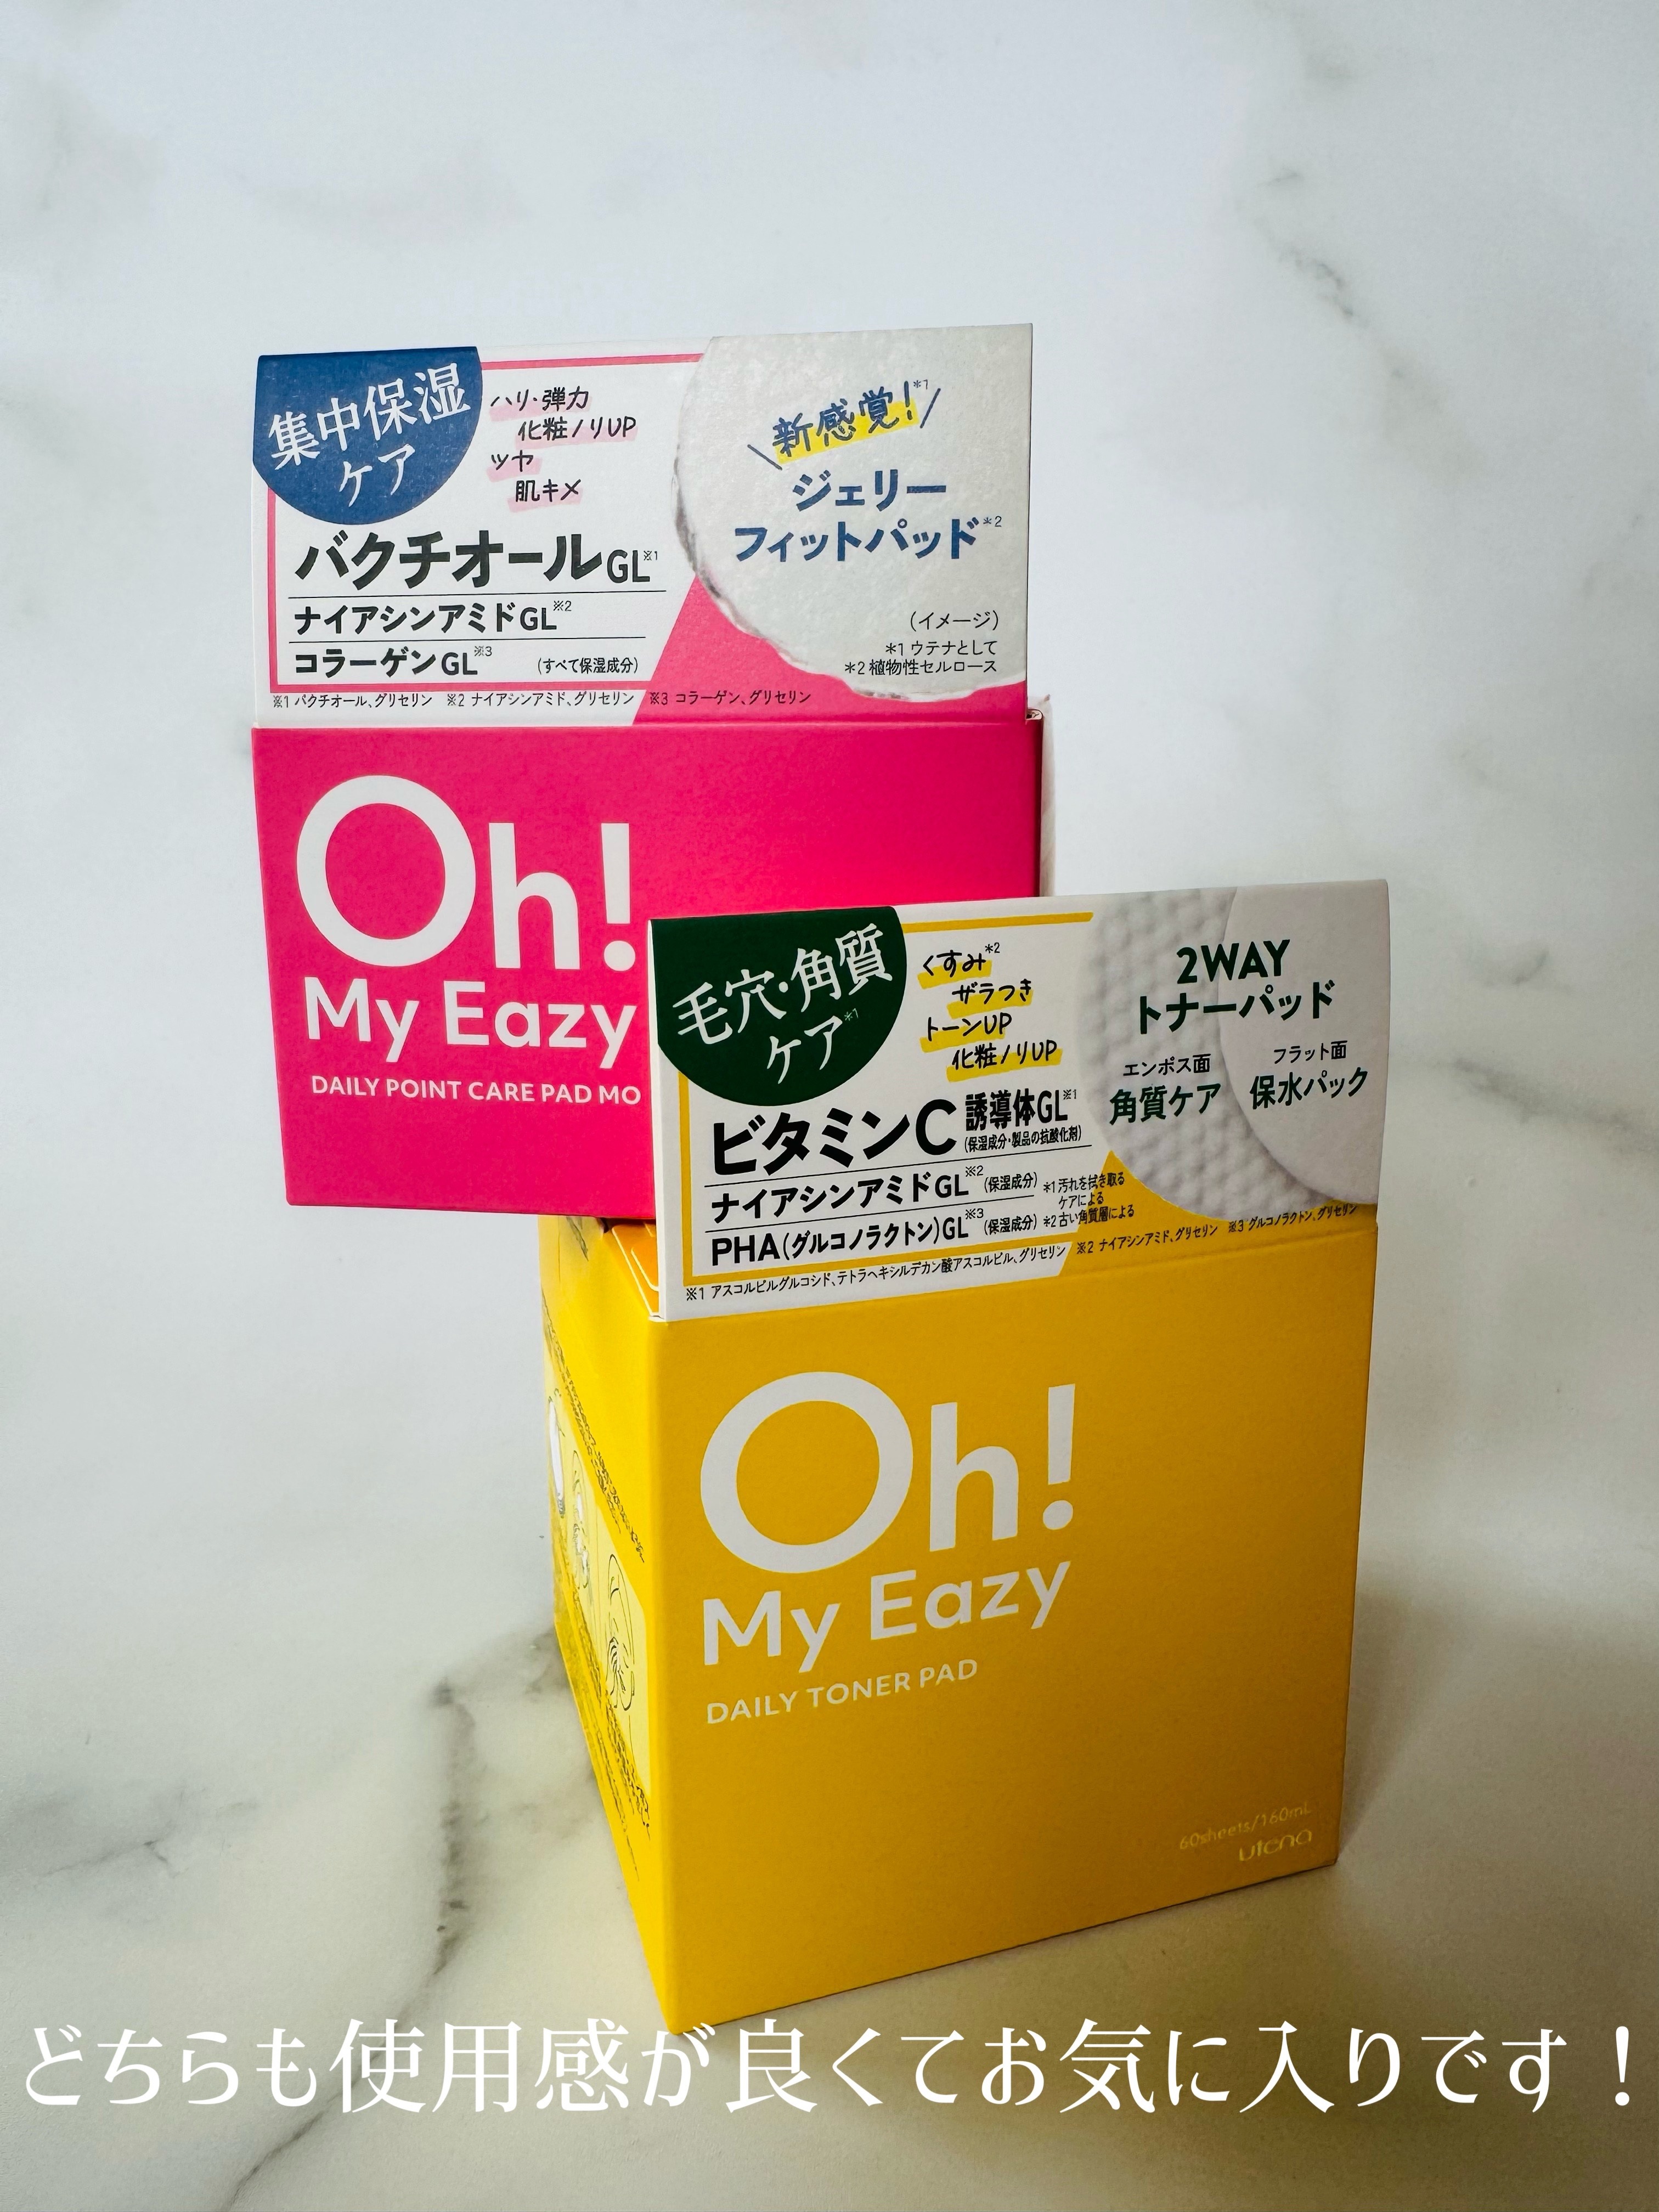 集中保湿
ケア
ハリ・弾力
化粧ノリUP
ツヤ
肌キメ
バクチオールGL※1
ナイアシンアミドGL※2
コラーゲンGL※3 (すべて保湿成分)
※1 バクチオール、グリセリン ※2 ナイアシンアミド、グリセリン ※3 コラーゲン、グリセリン
新感覚!*1
ジェリー
フィットパッド*2
(イメージ)
*1 ウテナとして
*2 植物性セルロース
Oh!
My Eazy
DAILY POINT CARE PAD MO
毛穴・角質
ケア*1
くすみ*2
ザラつき
トーンUP
化粧ノリUP
ビタミンC誘導体GL※1
(保湿成分・製品の抗酸化剤)
ナイアシンアミドGL※2(保湿成分)
PHA(グルコノラクトン)GL※3(保湿成分)
*1 汚れを拭き取る
ケアによる
*2 古い角質層による
※1 アスコルビルグルコシド、テトラヘキシルデカン酸アスコルビル、グリセリン ※2 ナイアシンアミド、グリセリン ※3 グルコノラクトン、グリセリン
2WAY
トナーパッド
エンボス面
角質ケア
フラット面
保水パック
Oh!
My Eazy
DAILY TONER PAD
60sheets/160mL
utena
どちらも使用感が良くてお気に入りです！